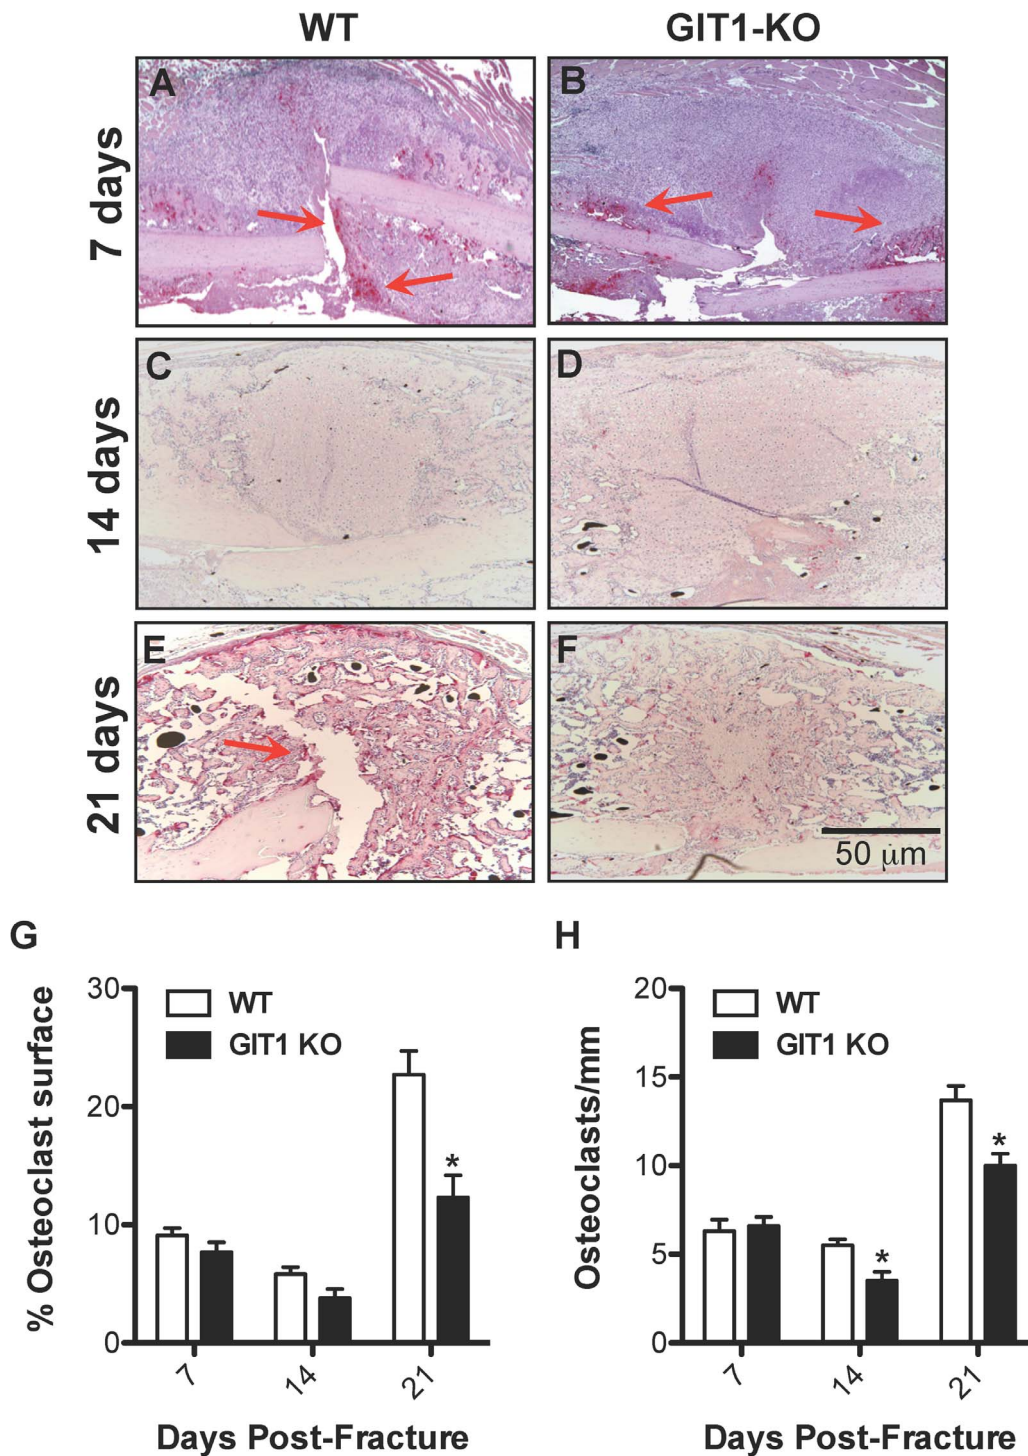 WT GIT1-KO
7 days
A
B
14 days
C
D
21 days
E
F
50 μm
G
H
% Osteoclast surface
30
20
10
0
WT
GIT1 KO
*
7
14
21
Days Post-Fracture
Osteoclasts/mm
20
15
10
5
0
WT
GIT1 KO
*
*
7
14
21
Days Post-Fracture